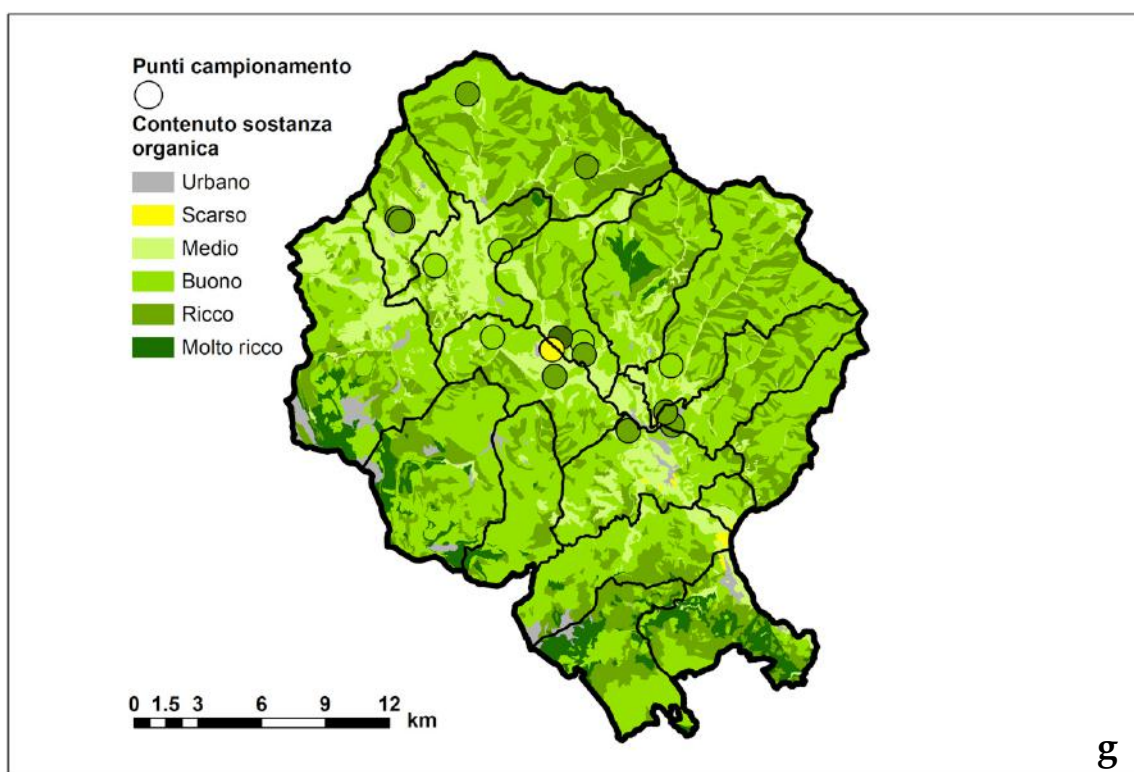 Punti campionamento
Contenuto sostanza
organica
Urbano
Scarso
Medio
Buono
Ricco
Molto ricco
0 1.5 3 6 9 12
km
g